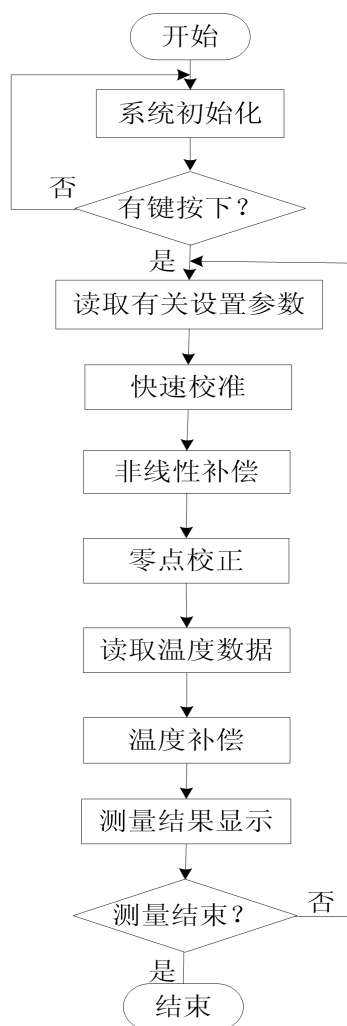 开始
系统初始化
否
有键按下？
是
读取有关设置参数
快速校准
非线性补偿
零点校正
读取温度数据
温度补偿
测量结果显示
测量结束？
否
是
结束